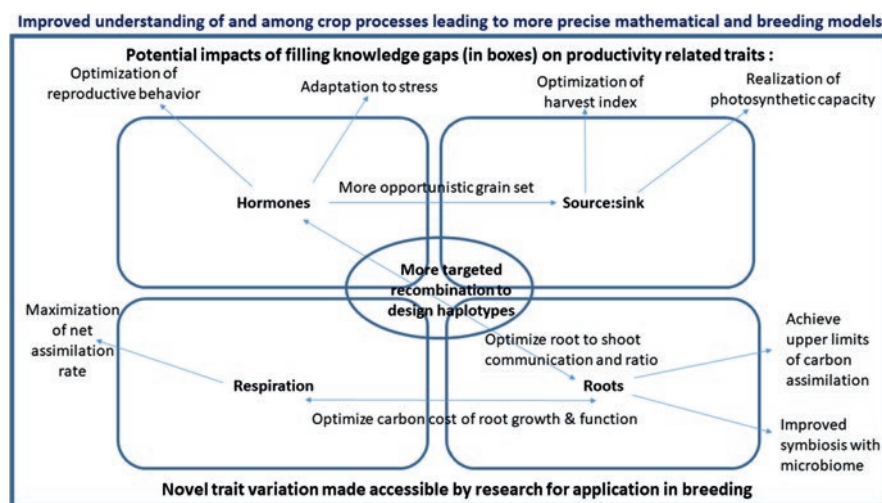 Improved understanding of and among crop processes leading to more precise mathematical and breeding models
Potential impacts of filling knowledge gaps (in boxes) on productivity related traits :
Optimization of
reproductive behavior
Adaptation to stress
Optimization of
harvest index
Realization of
photosynthetic capacity
Hormones
More opportunistic grain set
Source:sink
More targeted
recombination to
design haplotypes
Maximization
of net
assimilation
rate
Optimize root to shoot
communication and ratio
Achieve
upper limits
of carbon
assimilation
Respiration
Roots
Optimize carbon cost of root growth & function
Improved
symbiosis with
microbiome
Novel trait variation made accessible by research for application in breeding